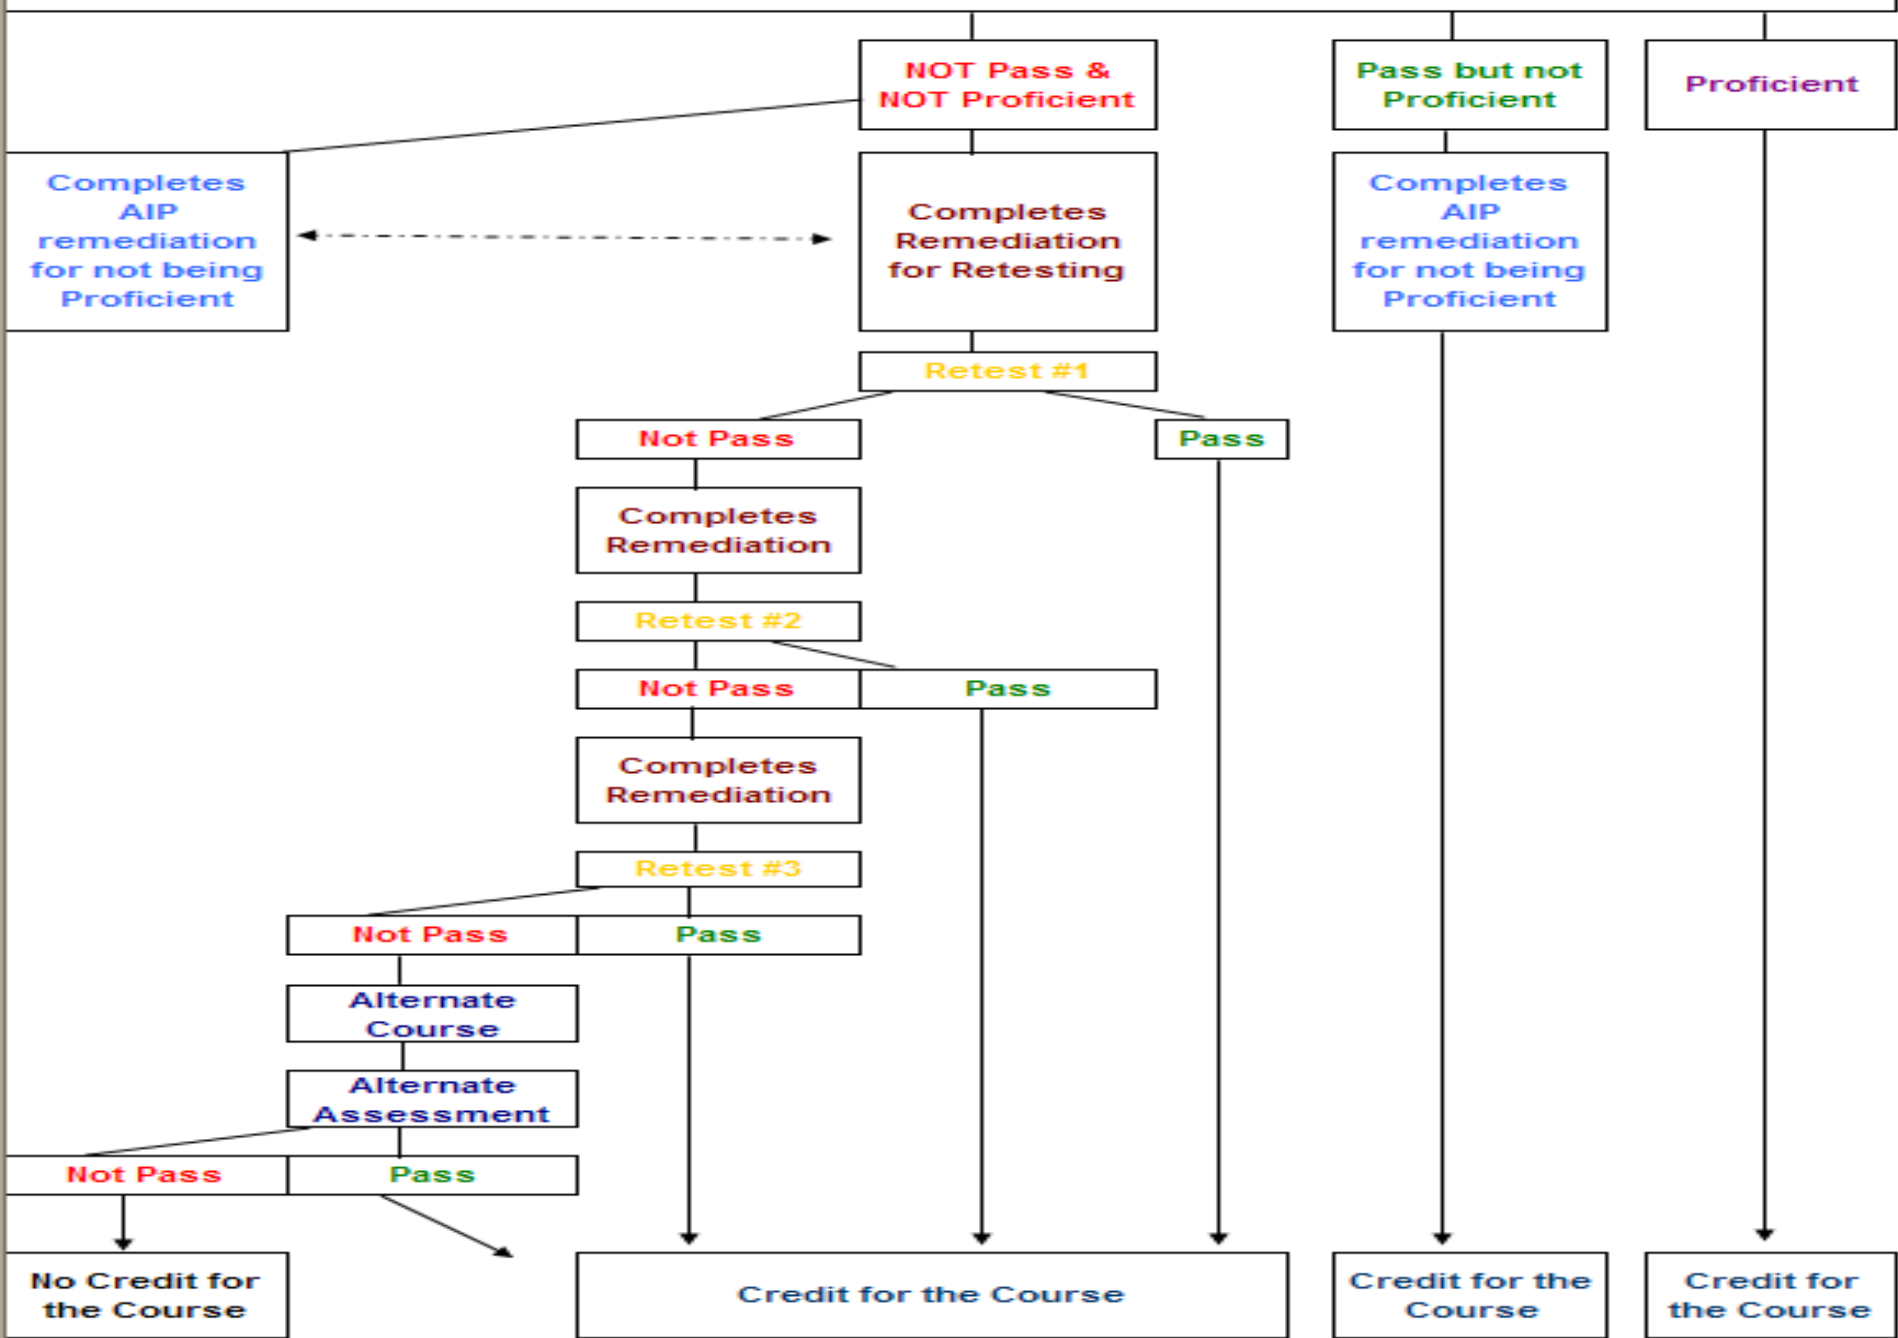 NOT Pass &
NOT Proficient
Pass but not
Proficient
Proficient
Completes
AIP
remediation
for not being
Proficient
Completes
Remediation
for Retesting
Completes
AIP
remediation
for not being
Proficient
Retest #1
Not Pass
Pass
Completes
Remediation
Retest #2
Not Pass
Pass
Completes
Remediation
Retest #3
Not Pass
Pass
Alternate
Course
Alternate
Assessment
Not Pass
Pass
No Credit for
the Course
Credit for the Course
Credit for the
Course
Credit for
the Course